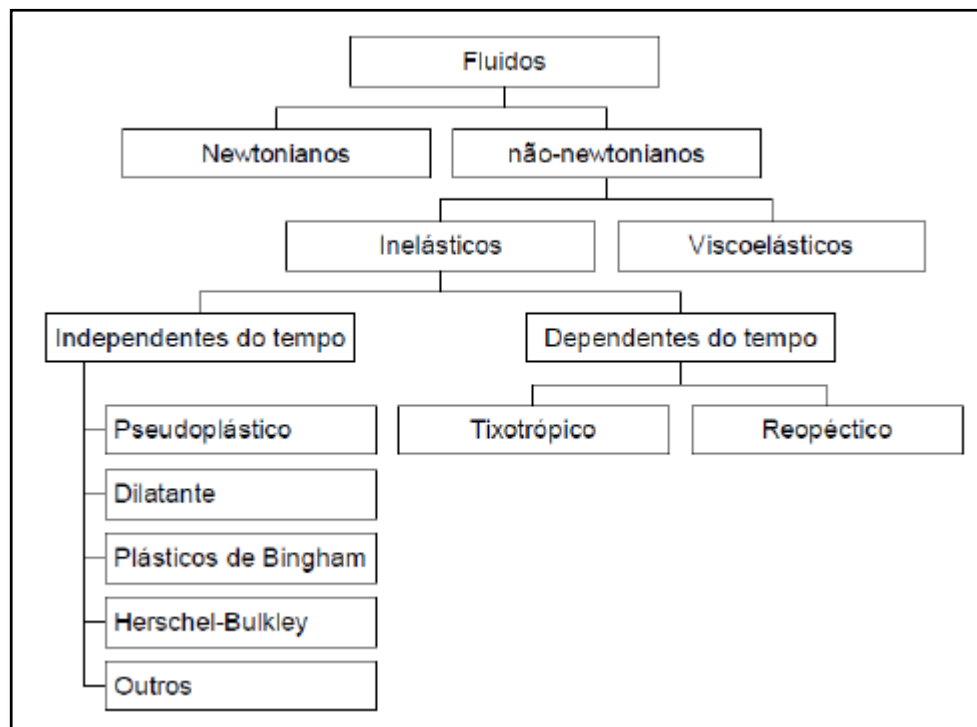 Fluidos
Newtonianos
não-newtonianos
Inelásticos
Viscoelásticos
Independentes do tempo
Dependentes do tempo
Pseudoplástico
Tixotrópico
Reopéctico
Dilatante
Plásticos de Bingham
Herschel-Bulkley
Outros